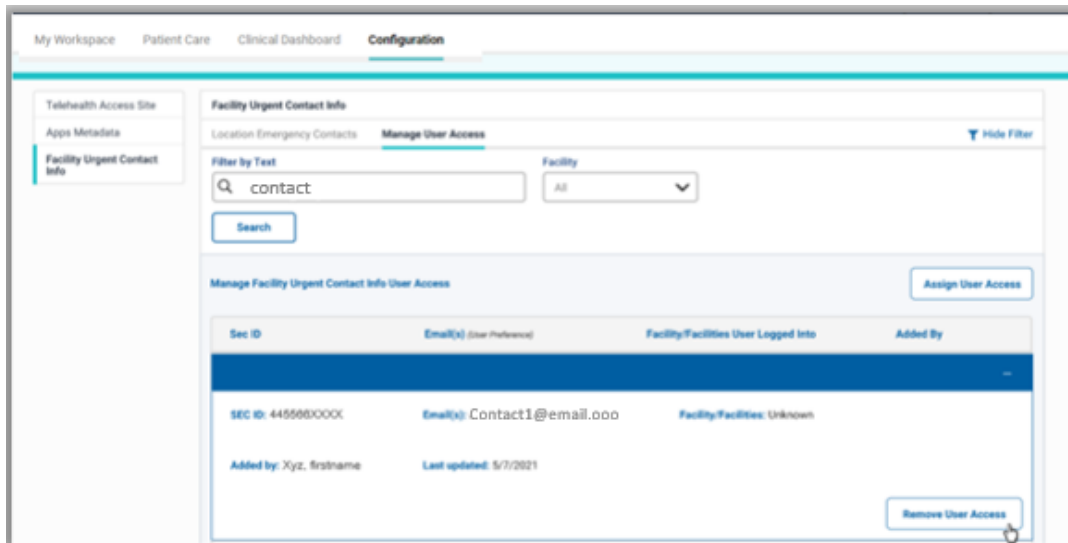 My Workspace Patient Care Clinical Dashboard Configuration
Telehealth Access Site
Apps Metadata
Facility Urgent Contact
Info
Facility Urgent Contact Info
Location Emergency Contacts Manage User Access Hide Filter
Filter by Text Facility
contact All
Search
Manage Facility Urgent Contact Info User Access Assign User Access
Sec ID Email(s) (User Preference) Facility/Facilities User Logged Into Added By
SEC ID: 445566XXXX Email(s): Contact1@email.ooo Facility/Facilities: Unknown
Added by: Xyz, firstname Last updated: 5/7/2021
Remove User Access